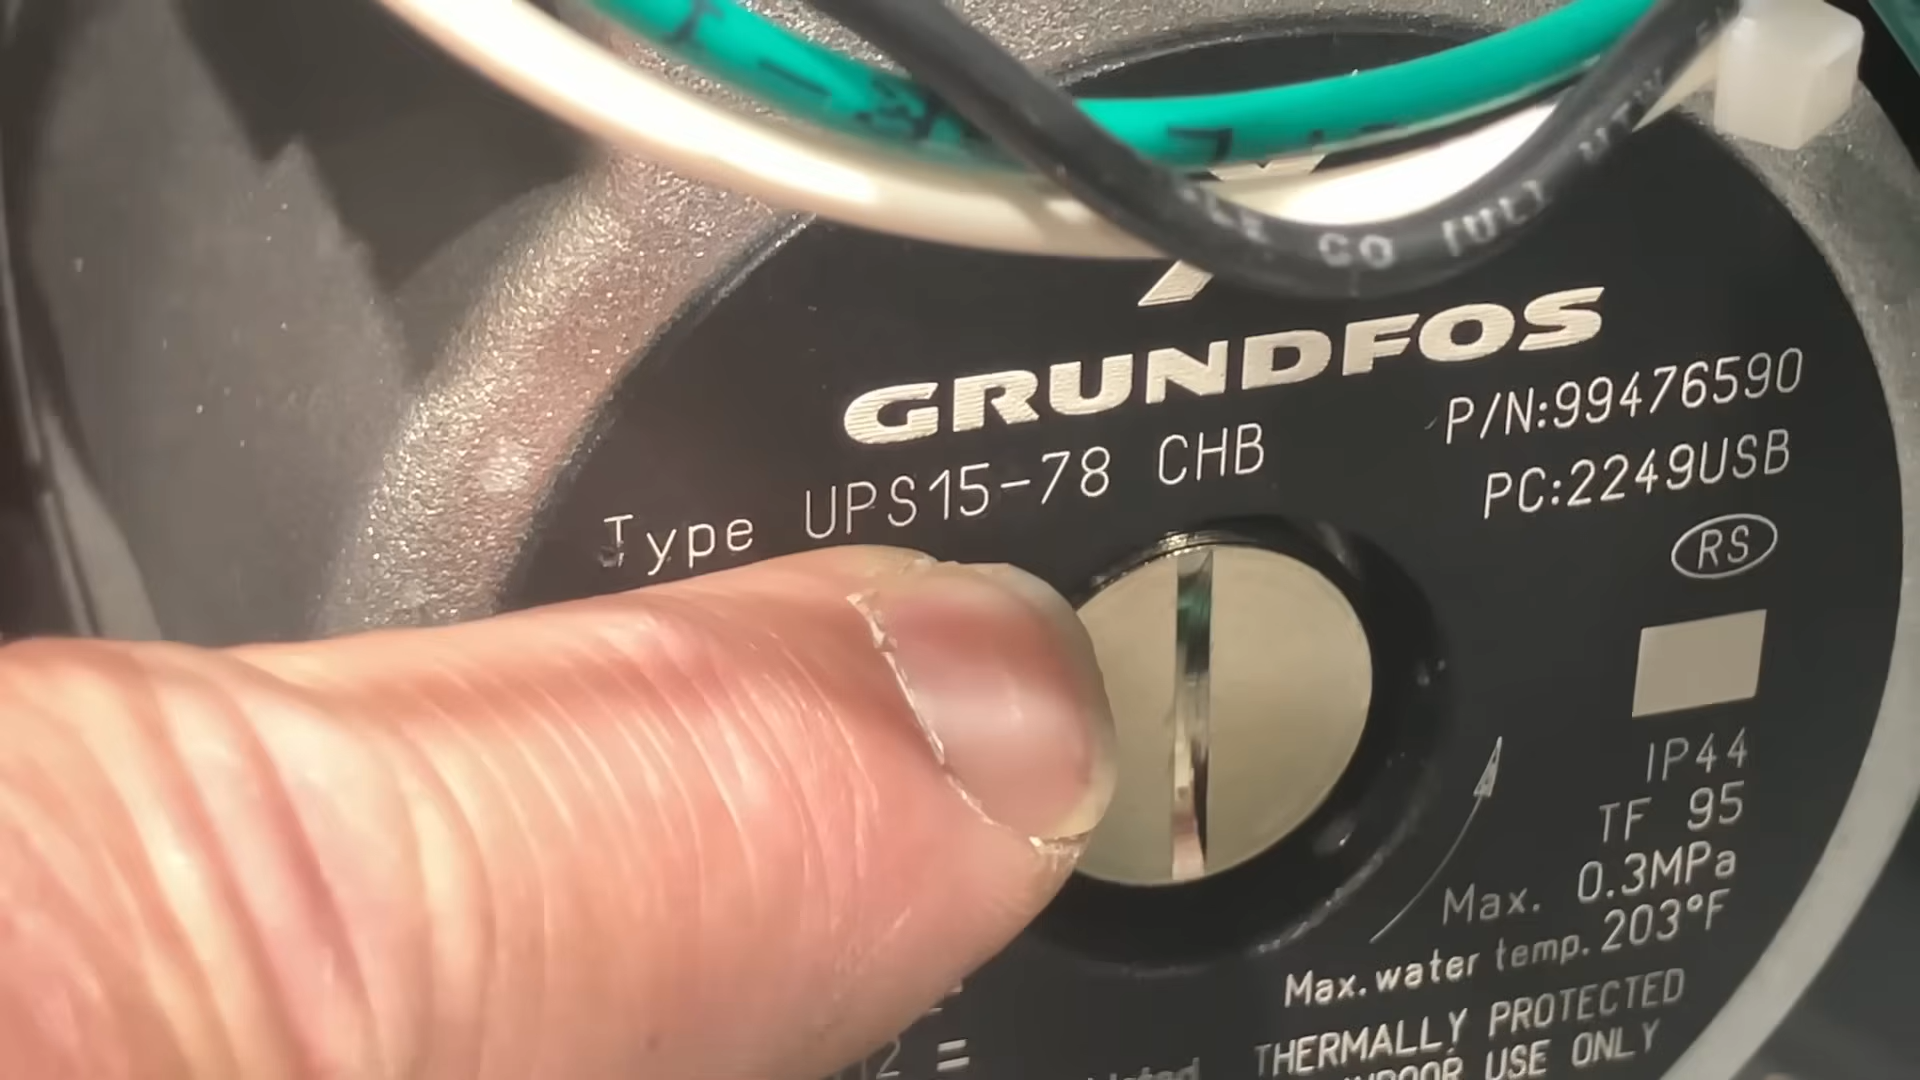 CO (UL)
GRUNDFOS
Type UPS15-78 CHB
P/N:99476590
PC:2249USB
RS
IP44
TF 95
Max. 0.3MPa
Max.water temp. 203°F
THERMALLY PROTECTED
USE ONLY